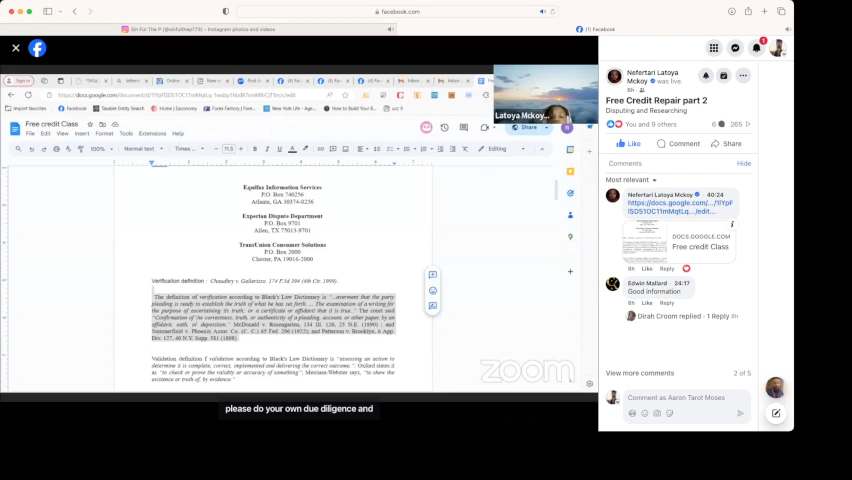 facebook.com
Sin Ful The P (@sinfulthep773) - Instagram photos and videos
Facebook
Import favorites
Facebook
Taxable Entity Search
Home | Economy
Forex Factory | Forex...
New York Life - Age...
How to Build Your B...
Free credit Class
File Edit View Insert Format Tools Extensions Help
Share
100%
Normal text
Times ...
11.5
Editing
Latoya Mckoy
Equifax Information Services
P.O. Box 740256
Atlanta, GA 30374-0256
Experian Dispute Department
P.O. Box 9701
Allen, TX 75013-9701
TransUnion Consumer Solutions
P.O. Box 2000
Chester, PA 19016-2000
Verification definition : Chaudhry v. Gallerizzo, 174 F.3d 394 (4th Cir. 1999).
The definition of verification according to Black's Law Dictionary is "...averment that the party
pleading is ready to establish the truth of what he has set forth ... The examination of a writing for
the purpose of ascertaining its truth; or a certificate or affidavit that it is true." The court said
"Confirmation of the correctness, truth, or authenticity of a pleading, account, or other paper, by an
affidavit, oath, or deposition." McDonald v. Rosengarten, 134 Ill. 126, 25 N.E. (1890) ; and
Summerfield v. Phoenix Assur. Co. (C. C.) 65 Fed. 296 (1922); and Patterson v. Brooklyn, 6 App.
Div. 127, 40 N.Y. Supp. 581 (1898)
Validation definition f validation according to Black's Law Dictionary is "assessing an action to
determine it is complete, correct, implemented and delivering the correct outcome." Oxford states it
as "to check or prove the validity or accuracy of something"; Merriam-Webster says, "to show the
existence or truth of, by evidence."
zoom
please do your own due diligence and
Nefertari Latoya
Mckoy
was live.
8h
Free Credit Repair part 2
Disputing and Researching
You and 9 others
6
265
Like
Comment
Share
Comments
Hide
Most relevant
Nefertari Latoya Mckoy 40:24
DOCS.GOOGLE.COM
Free credit Class
8h Like Reply
Edwin Mallard 24:17
Good information
8h Like Reply
Dirah Croom replied · 1 Reply 8h
View more comments
2 of 5
Comment as Aaron Tarot Moses